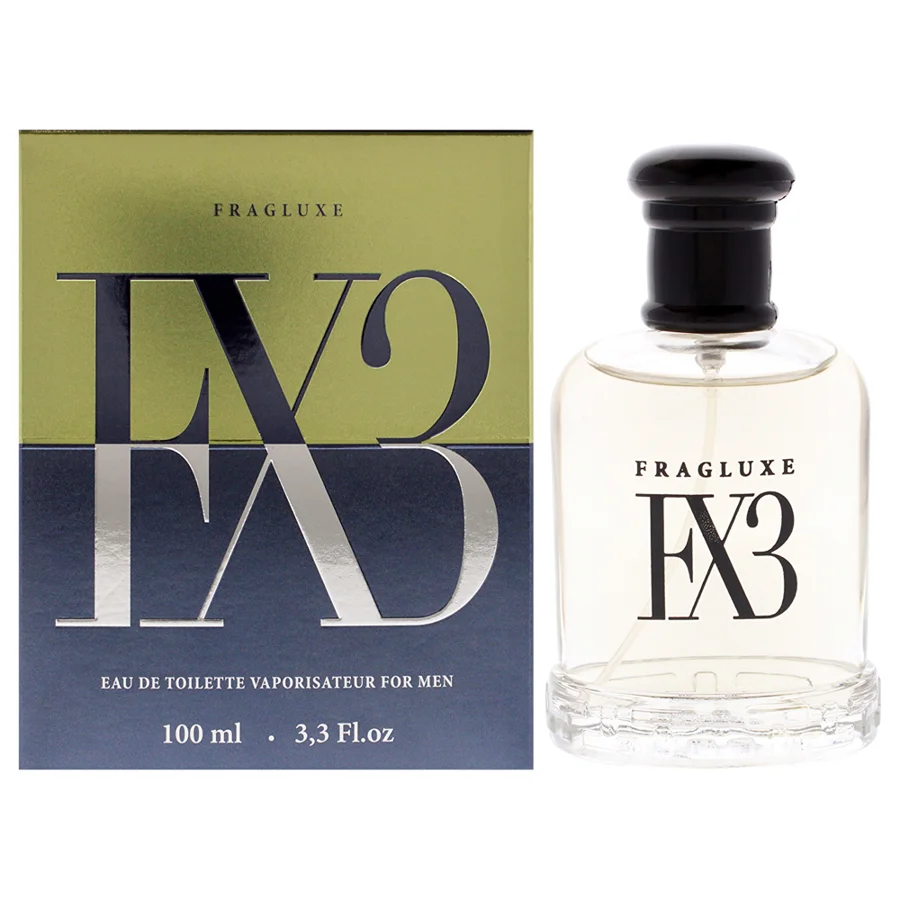 FRAGLUXE
FX3
EAU DE TOILETTE VAPORISATEUR FOR MEN
100 ml . 3,3 Fl.oz
FRAGLUXE
FX3